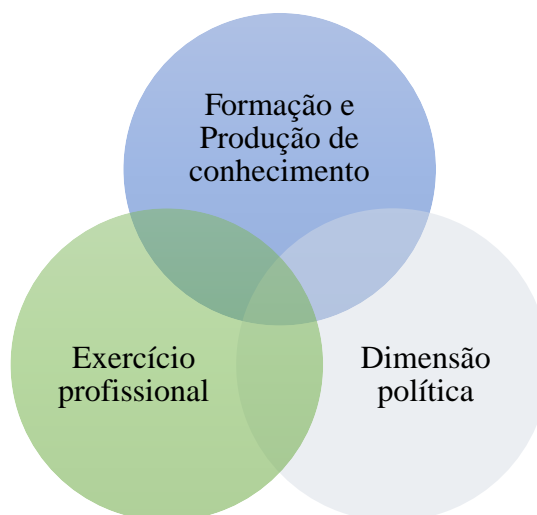 Formação e
Produção de
conhecimento
Exercício
profissional
Dimensão
política